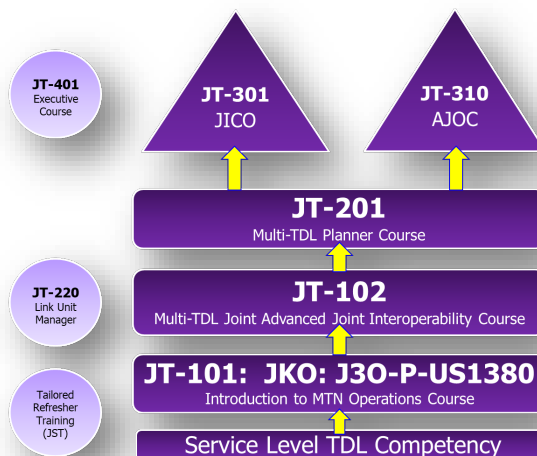 JT-401
Executive
Course
JT-301
JICO
JT-310
AJOC
JT-201
Multi-TDL Planner Course
JT-220
Link Unit
Manager
JT-102
Multi-TDL Joint Advanced Joint Interoperability Course
JT-101: JKO: J3O-P-US1380
Introduction to MTN Operations Course
Tailored
Refresher
Training
(JST)
Service Level TDL Competency